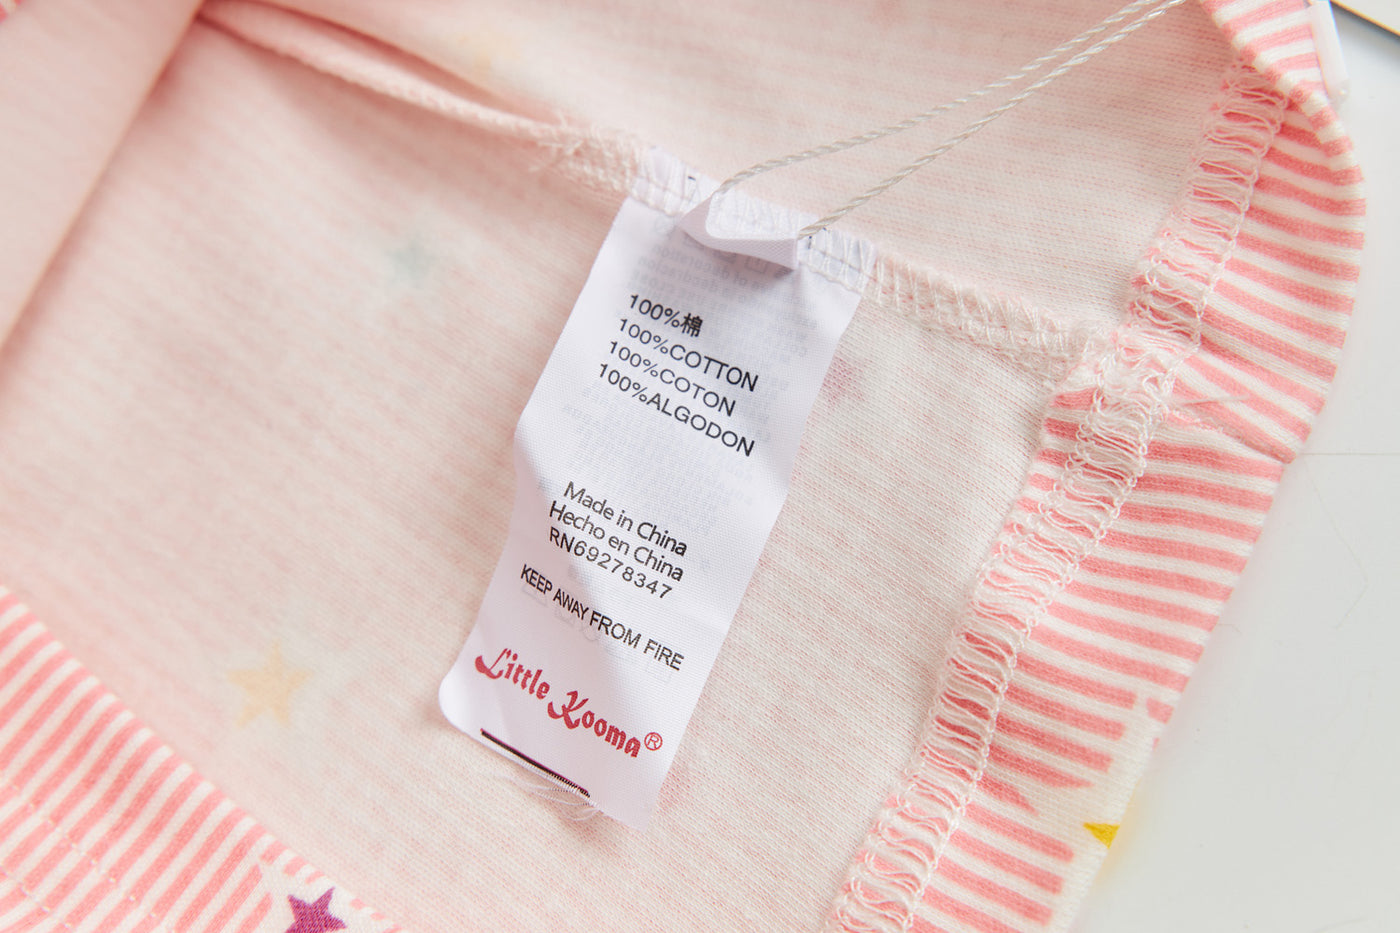 100%棉
100%COTTON
100%COTON
100%ALGODON
Made in China
Hecho en China
RN69278347
KEEP AWAY FROM FIRE
Little Kooma®